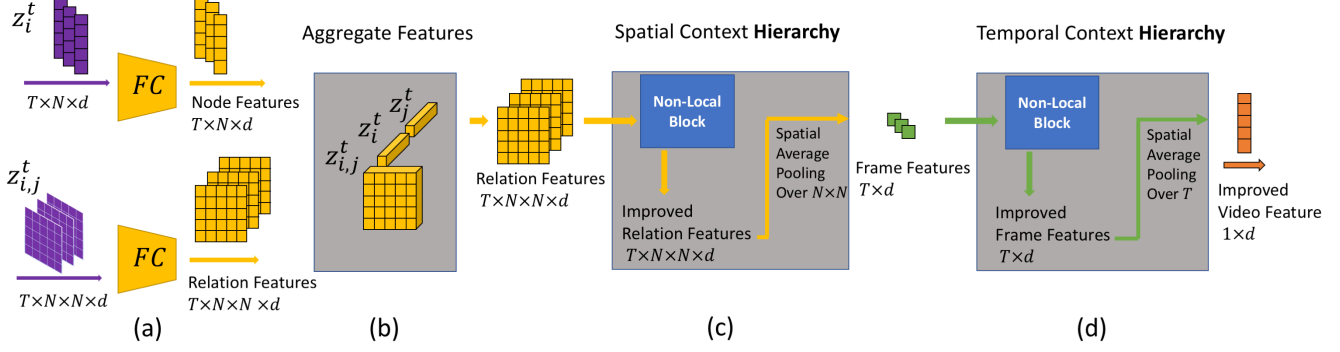 z_i^t
T×N×d
FC
Node Features
T×N×d
z_{i,j}^t
T×N×N×d
FC
Relation Features
T×N×N ×d
(a)
Aggregate Features
z_j^t
z_i^t
z_{i,j}^t
(b)
Relation Features
T×N×N×d
Spatial Context Hierarchy
Non-Local
Block
Improved
Relation Features
T×N×N×d
Spatial
Average
Pooling
Over N×N
(c)
Frame Features
T×d
Temporal Context Hierarchy
Non-Local
Block
Improved
Frame Features
T×d
Spatial
Average
Pooling
Over T
(d)
Improved
Video Feature
1×d